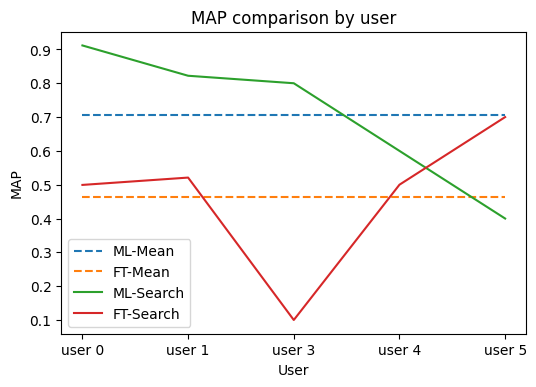 MAP comparison by user
MAP
0.9
0.8
0.7
0.6
0.5
0.4
0.3
0.2
0.1
ML-Mean
FT-Mean
ML-Search
FT-Search
user 0 user 1 user 3 user 4 user 5
User